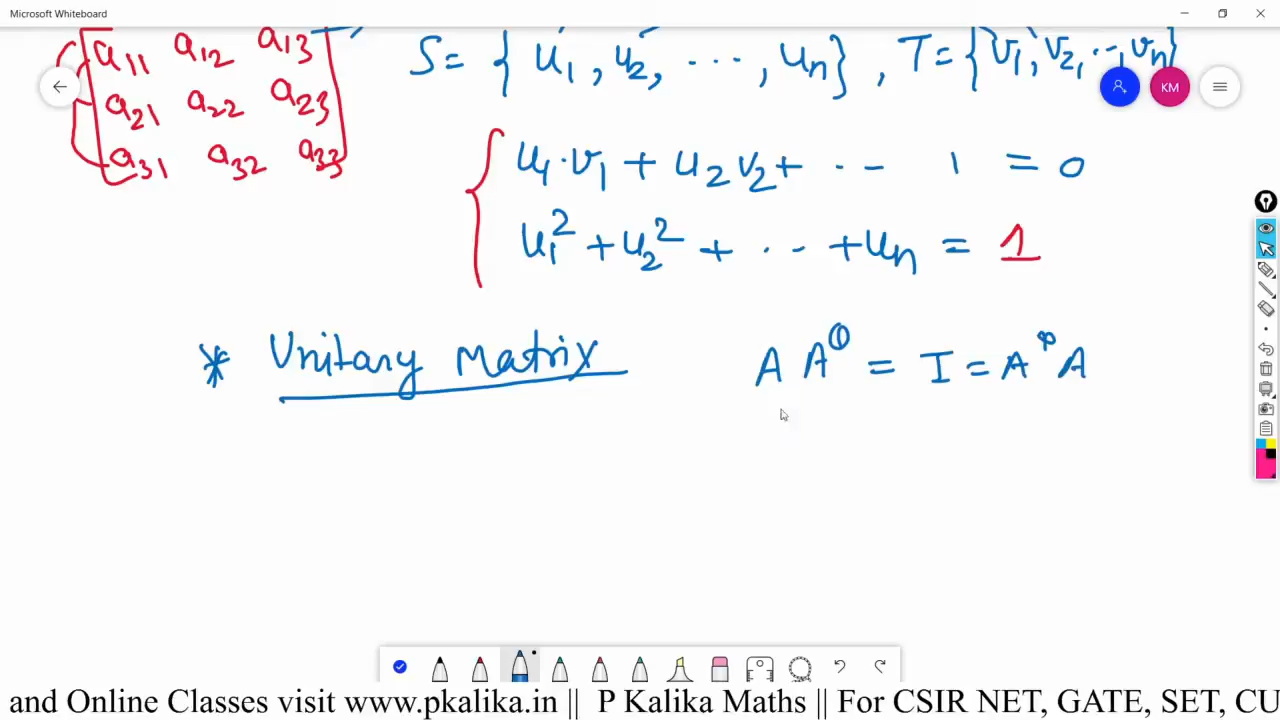 Microsoft Whiteboard
a11 a12 a13
a21 a22 a23
a31 a32 a33
S = { u1, u2, ..., un } , T = { v1, v2, .., vn }
KM
u1·v1 + u2 v2 + ·· – 1 = 0
u1² + u2² + ·· – + un = 1
* Unitary Matrix A A^θ = I = A* A
and Online Classes visit www.pkalika.in || P Kalika Maths || For CSIR NET, GATE, SET, CU